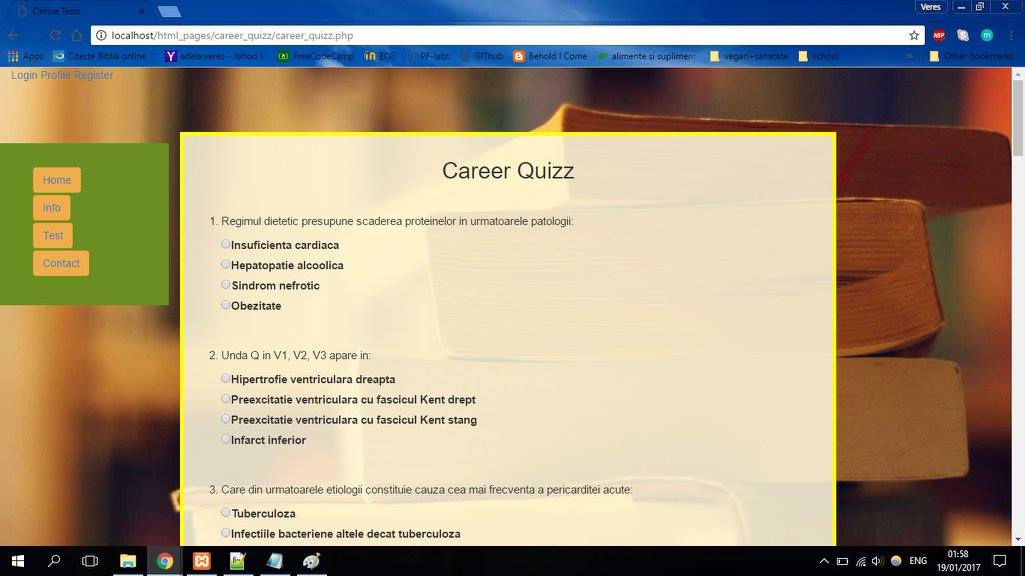 Online Tests
Veres
localhost/html_pages/career_quizz/career_quizz.php
ABP
Apps Citeste Biblia online adela.veres - Yahoo FreeCodeCamp ECG PF-labs GITHub Behold I Come alimente si supliment vegan+sanatate school Other bookmarks
Login Profile Register
Home
Info
Test
Contact
Career Quizz
1. Regimul dietetic presupune scaderea proteinelor in urmatoarele patologii:
Insuficienta cardiaca
Hepatopatie alcoolica
Sindrom nefrotic
Obezitate
2. Unda Q in V1, V2, V3 apare in:
Hipertrofie ventriculara dreapta
Preexcitatie ventriculara cu fascicul Kent drept
Preexcitatie ventriculara cu fascicul Kent stang
Infarct inferior
3. Care din urmatoarele etiologii constituie cauza cea mai frecventa a pericarditei acute:
Tuberculoza
Infectiile bacteriene altele decat tuberculoza
ENG
01:58
19/01/2017